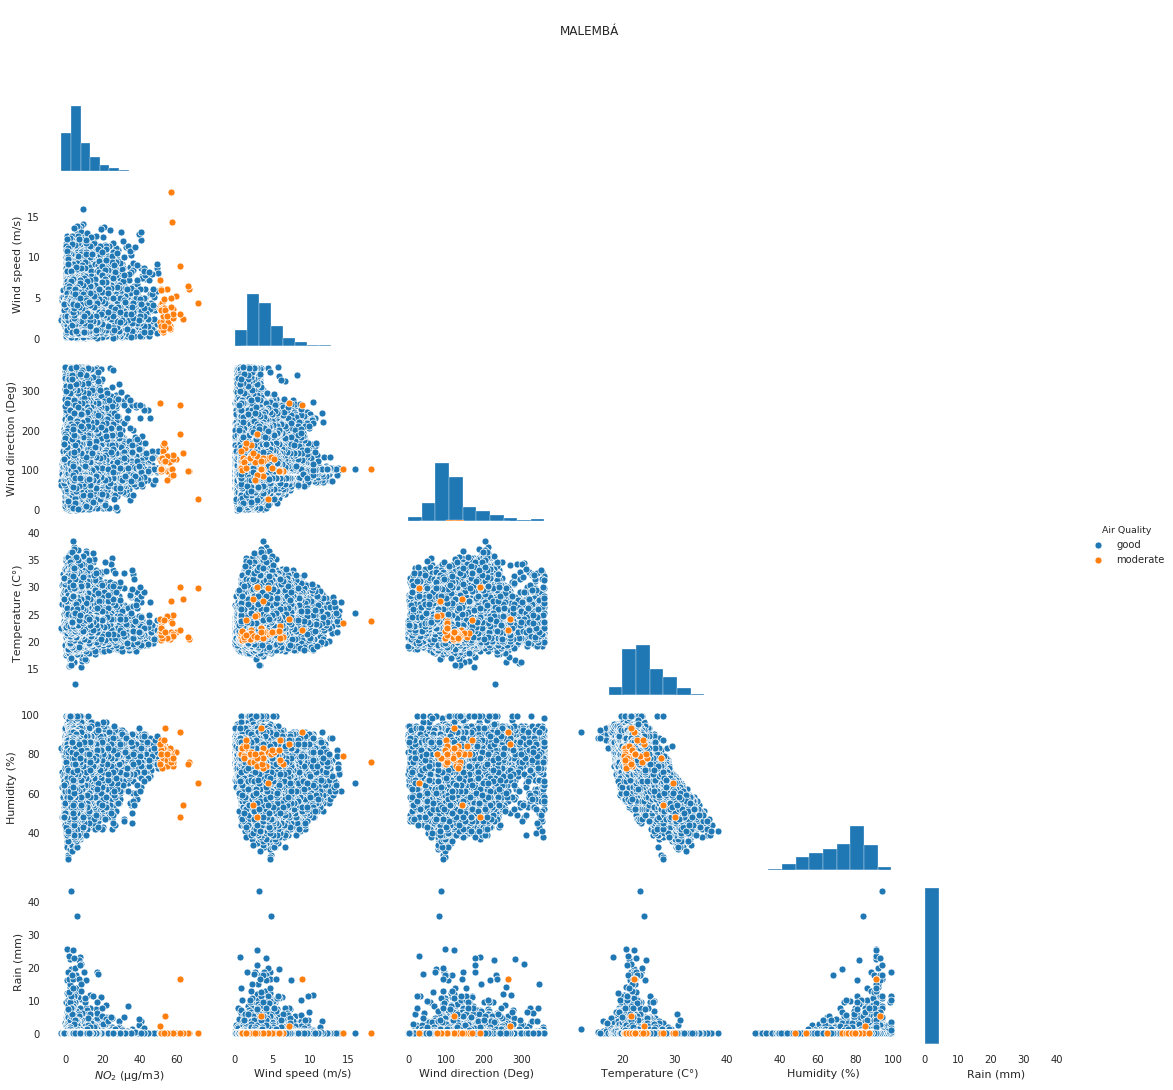 MALEMBÁ
Wind speed (m/s)
15
10
5
0
Wind direction (Deg)
300
200
100
0
Temperature (C°)
40
35
30
25
20
15
Air Quality
good
moderate
Humidity (%)
100
80
60
40
Rain (mm)
40
30
20
10
0
0 20 40 60
0 5 10 15
0 100 200 300
20 30 40
40 60 80 100
0 10 20 30 40
NO₂ (µg/m3)
Wind speed (m/s)
Wind direction (Deg)
Temperature (C°)
Humidity (%)
Rain (mm)